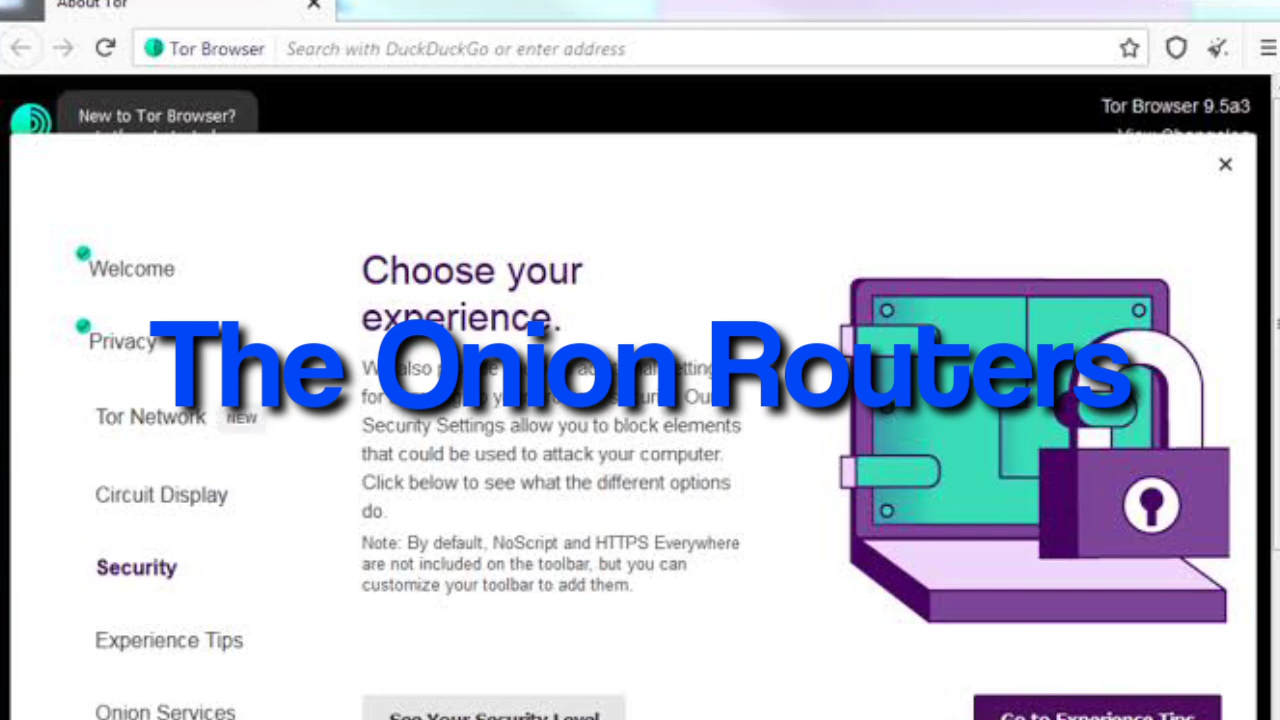 About Tor
Tor Browser
Search with DuckDuckGo or enter address
New to Tor Browser?
Tor Browser 9.5a3
View Changelog
Welcome
Privacy
Tor Network NEW
Circuit Display
Security
Experience Tips
Onion Services
Choose your
experience.
The Onion Routers
also
for
Security Settings allow you to block elements
that could be used to attack your computer.
Click below to see what the different options
do.
Note: By default, NoScript and HTTPS Everywhere
are not included on the toolbar, but you can
customize your toolbar to add them.
See Your Security Level
Go to Experience Tips